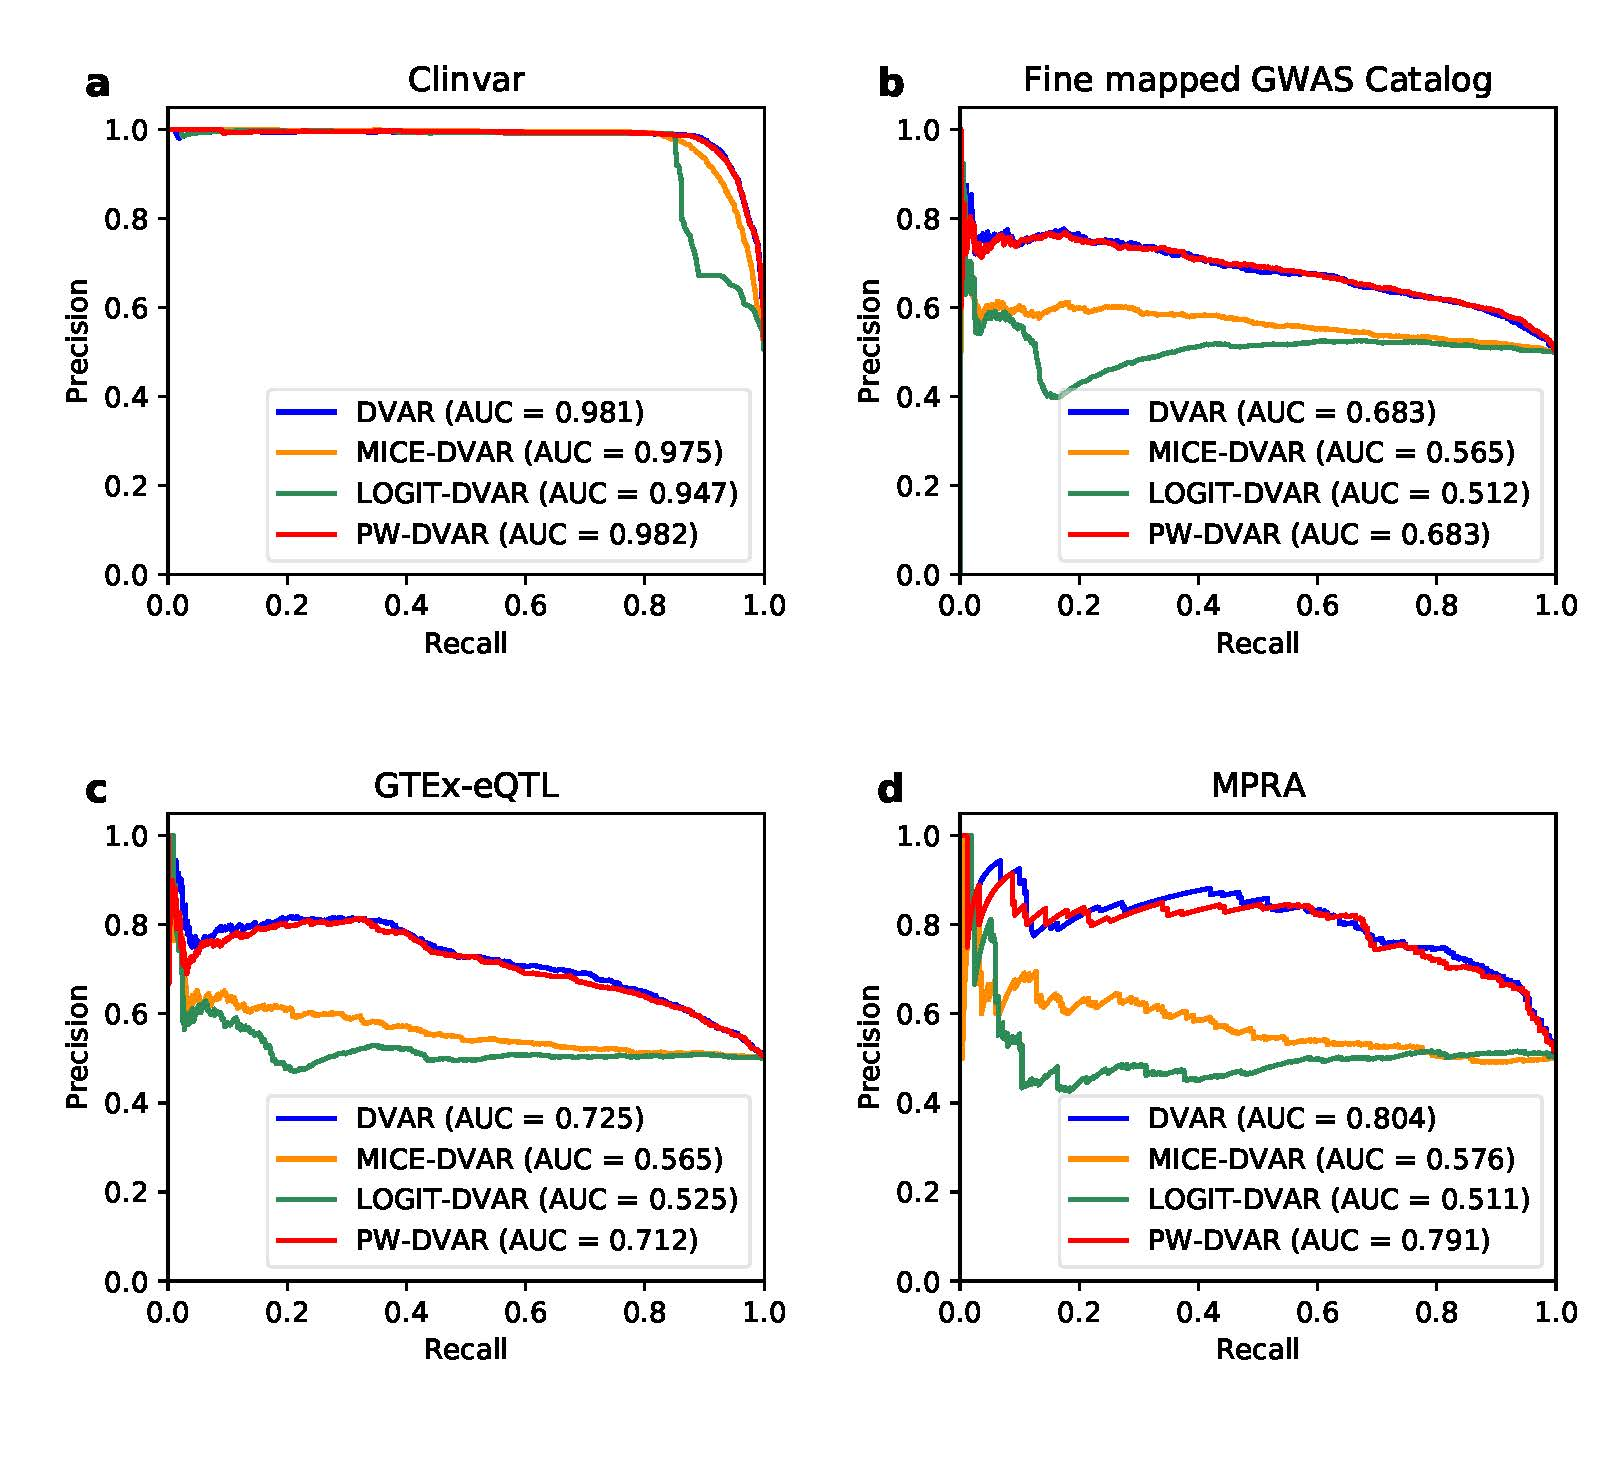 a Clinvar
1.0
0.8
0.6
0.4
0.2
0.0
Precision
DVAR (AUC = 0.981)
MICE-DVAR (AUC = 0.975)
LOGIT-DVAR (AUC = 0.947)
PW-DVAR (AUC = 0.982)
0.0 0.2 0.4 0.6 0.8 1.0
Recall
b Fine mapped GWAS Catalog
1.0
0.8
0.6
0.4
0.2
0.0
Precision
DVAR (AUC = 0.683)
MICE-DVAR (AUC = 0.565)
LOGIT-DVAR (AUC = 0.512)
PW-DVAR (AUC = 0.683)
0.0 0.2 0.4 0.6 0.8 1.0
Recall
c GTEx-eQTL
1.0
0.8
0.6
0.4
0.2
0.0
Precision
DVAR (AUC = 0.725)
MICE-DVAR (AUC = 0.565)
LOGIT-DVAR (AUC = 0.525)
PW-DVAR (AUC = 0.712)
0.0 0.2 0.4 0.6 0.8 1.0
Recall
d MPRA
1.0
0.8
0.6
0.4
0.2
0.0
Precision
DVAR (AUC = 0.804)
MICE-DVAR (AUC = 0.576)
LOGIT-DVAR (AUC = 0.511)
PW-DVAR (AUC = 0.791)
0.0 0.2 0.4 0.6 0.8 1.0
Recall